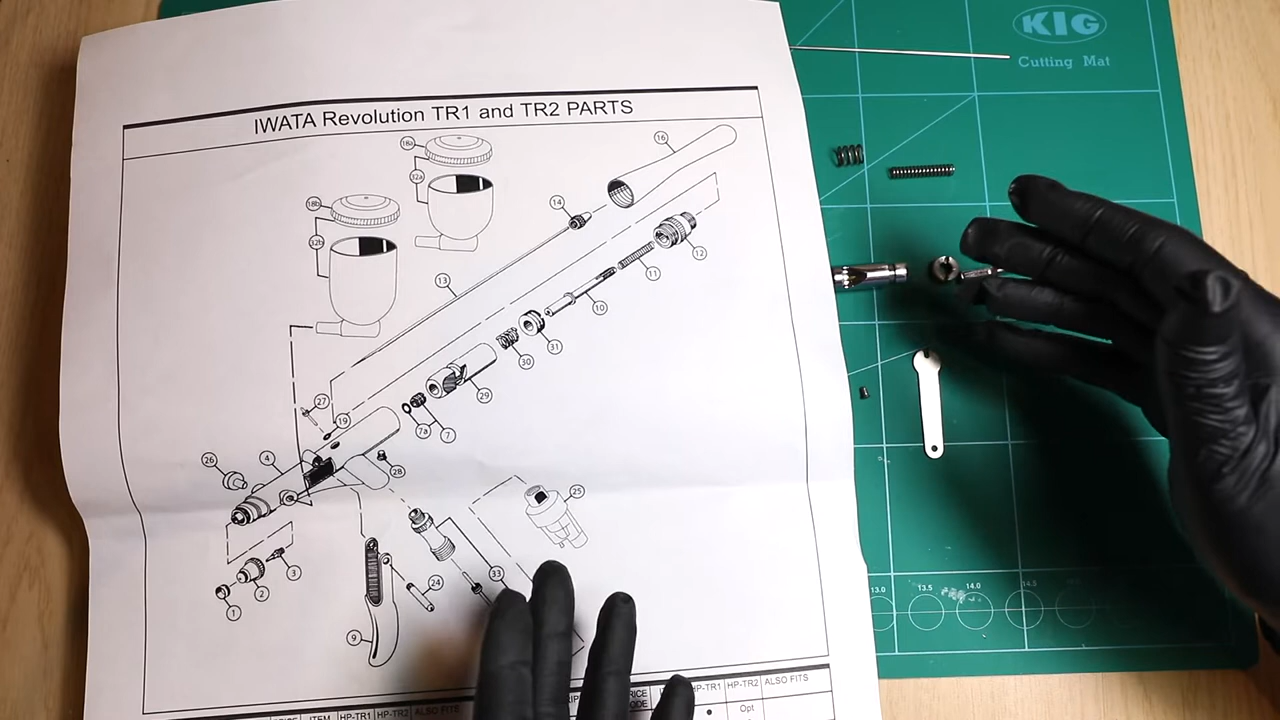 KIG
Cutting Mat
IWATA Revolution TR1 and TR2 PARTS
18a
16
32a
18b
14
32b
12
11
13
10
31
30
29
27
19
7a
7
26
4
28
25
3
33
24
2
1
9
13.0
13.5
14.0
14.5
HP-TR1
HP-TR2
ALSO FITS
Opt
ITEM
HP-TR1
HP-TR2
ALSO FITS